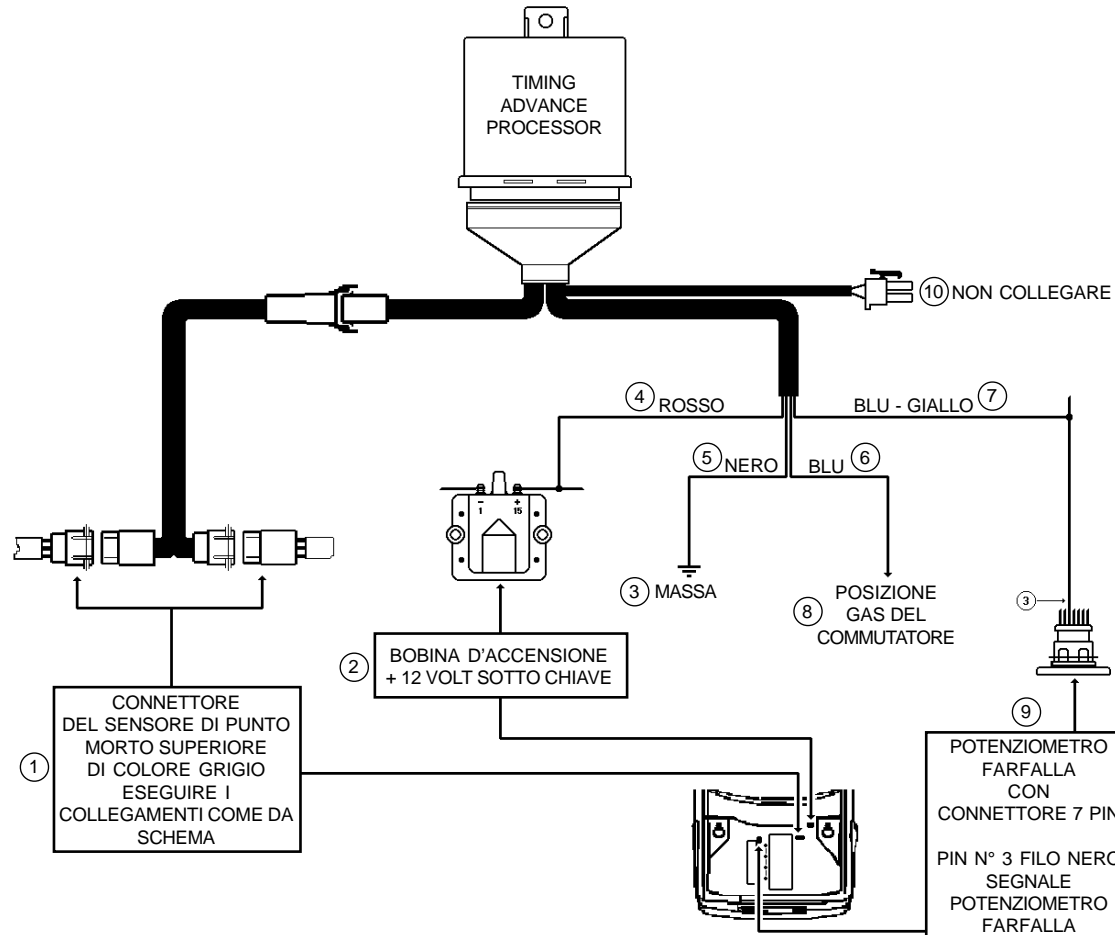 TIMING
ADVANCE
PROCESSOR
10 NON COLLEGARE
4 ROSSO
BLU - GIALLO 7
5 NERO
BLU 6
- 1
+ 15
3 MASSA
8 POSIZIONE
GAS DEL
COMMUTATORE
3
2 BOBINA D'ACCENSIONE
+ 12 VOLT SOTTO CHIAVE
1 CONNETTORE
DEL SENSORE DI PUNTO
MORTO SUPERIORE
DI COLORE GRIGIO
ESEGUIRE I
COLLEGAMENTI COME DA
SCHEMA
9
POTENZIOMETRO
FARFALLA
CON
CONNETTORE 7 PIN
PIN N° 3 FILO NERO
SEGNALE
POTENZIOMETRO
FARFALLA